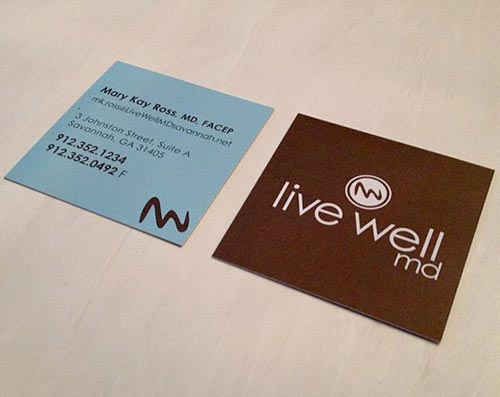 Mary Kay Ross, MD, FACEP
mk.ross@LiveWellMDsavannah.net
3 Johnston Street, Suite A
Savannah, GA 31405
912.352.1234
912.352.0492 F
live well
md